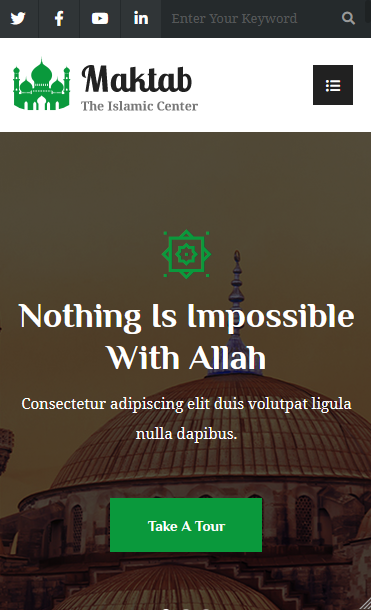 Enter Your Keyword
Maktab
The Islamic Center
Nothing Is Impossible
With Allah
Consectetur adipiscing elit duis volutpat ligula
nulla dapibus.
Take A Tour